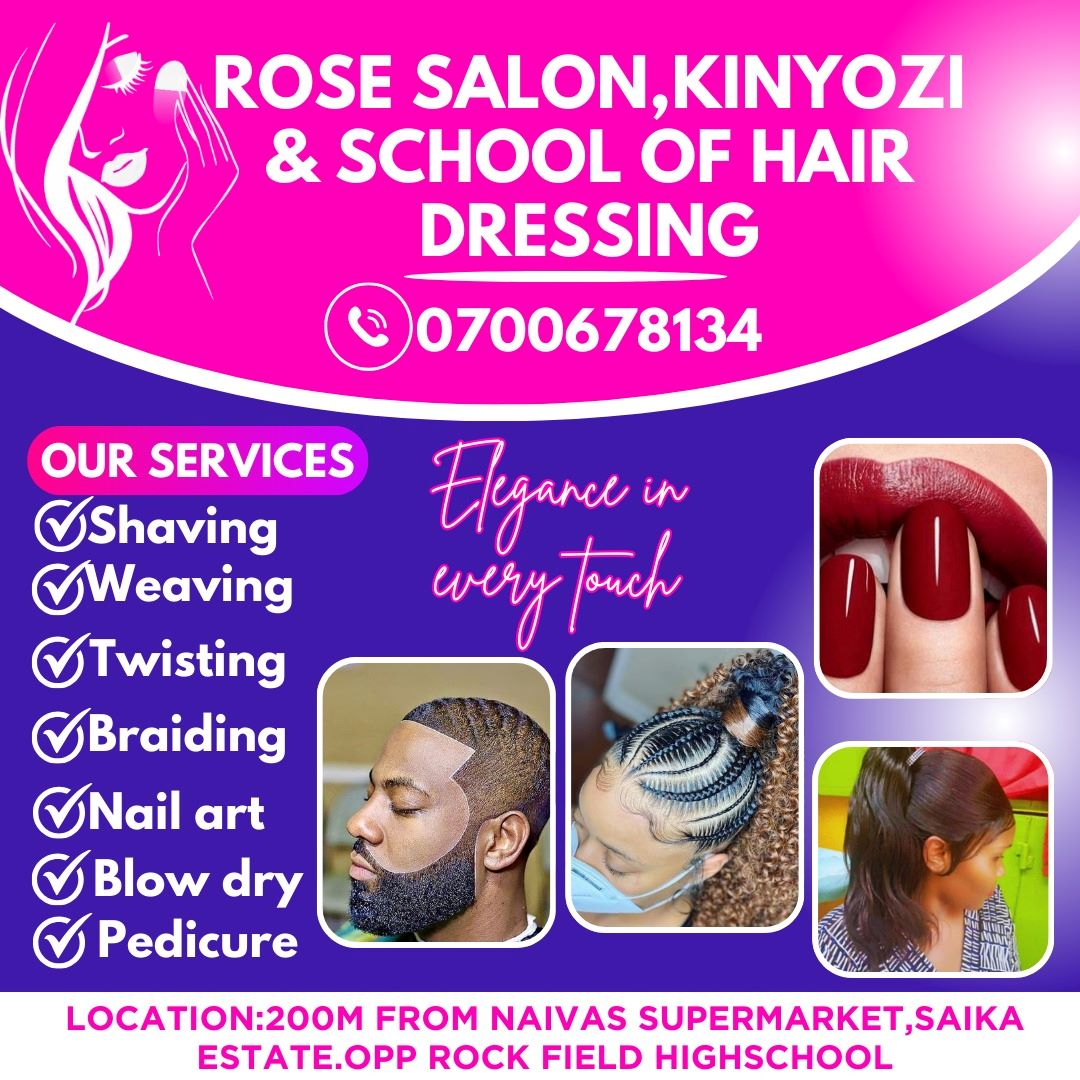 ROSE SALON,KINYOZI
& SCHOOL OF HAIR
DRESSING
0700678134
OUR SERVICES
Shaving
Weaving
Twisting
Braiding
Nail art
Blow dry
Pedicure
Elegance in
every touch
LOCATION:200M FROM NAIVAS SUPERMARKET,SAIKA
ESTATE.OPP ROCK FIELD HIGHSCHOOL